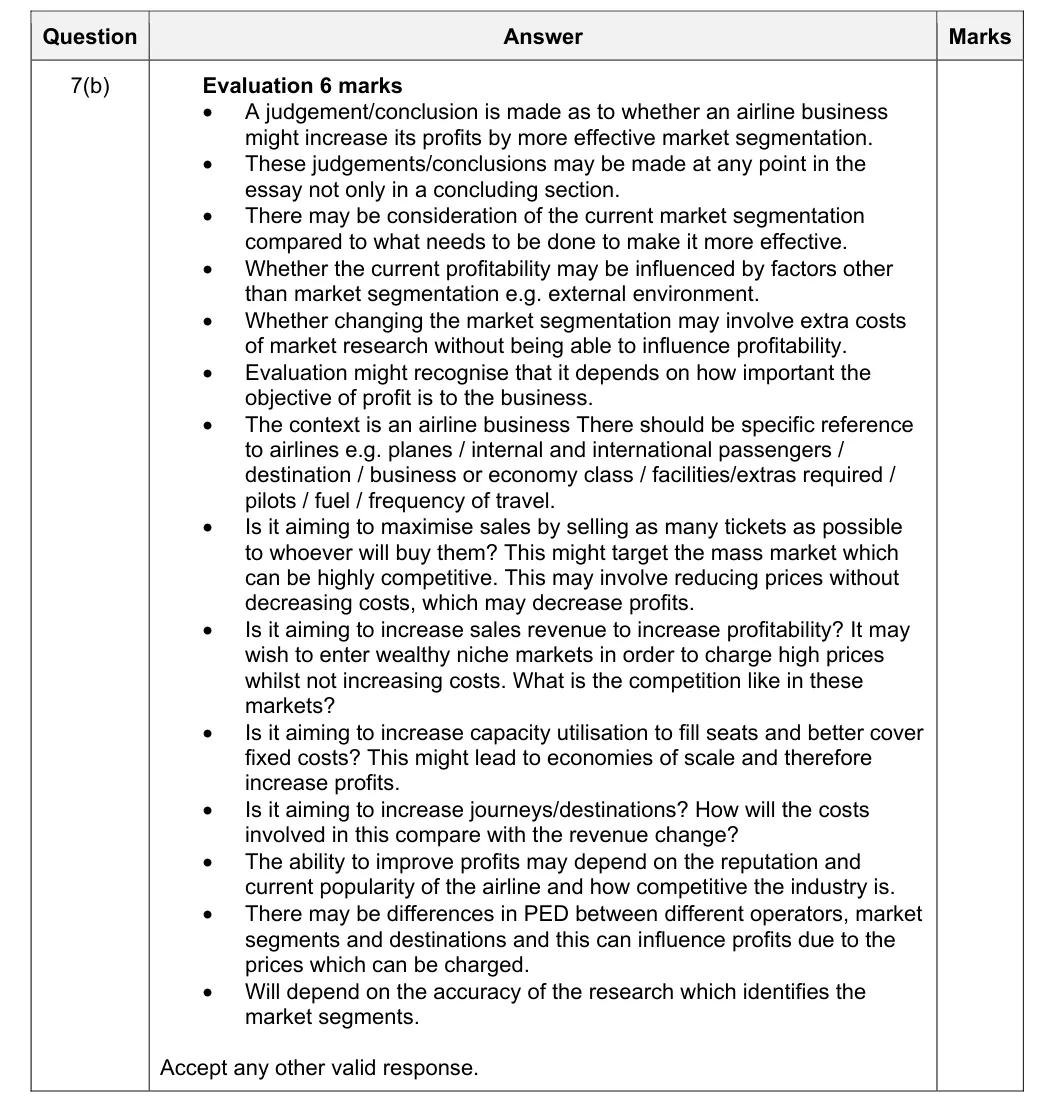 Question Answer Marks
7(b) Evaluation 6 marks
• A judgement/conclusion is made as to whether an airline business
might increase its profits by more effective market segmentation.
• These judgements/conclusions may be made at any point in the
essay not only in a concluding section.
• There may be consideration of the current market segmentation
compared to what needs to be done to make it more effective.
• Whether the current profitability may be influenced by factors other
than market segmentation e.g. external environment.
• Whether changing the market segmentation may involve extra costs
of market research without being able to influence profitability.
• Evaluation might recognise that it depends on how important the
objective of profit is to the business.
• The context is an airline business There should be specific reference
to airlines e.g. planes / internal and international passengers /
destination / business or economy class / facilities/extras required /
pilots / fuel / frequency of travel.
• Is it aiming to maximise sales by selling as many tickets as possible
to whoever will buy them? This might target the mass market which
can be highly competitive. This may involve reducing prices without
decreasing costs, which may decrease profits.
• Is it aiming to increase sales revenue to increase profitability? It may
wish to enter wealthy niche markets in order to charge high prices
whilst not increasing costs. What is the competition like in these
markets?
• Is it aiming to increase capacity utilisation to fill seats and better cover
fixed costs? This might lead to economies of scale and therefore
increase profits.
• Is it aiming to increase journeys/destinations? How will the costs
involved in this compare with the revenue change?
• The ability to improve profits may depend on the reputation and
current popularity of the airline and how competitive the industry is.
• There may be differences in PED between different operators, market
segments and destinations and this can influence profits due to the
prices which can be charged.
• Will depend on the accuracy of the research which identifies the
market segments.
Accept any other valid response.